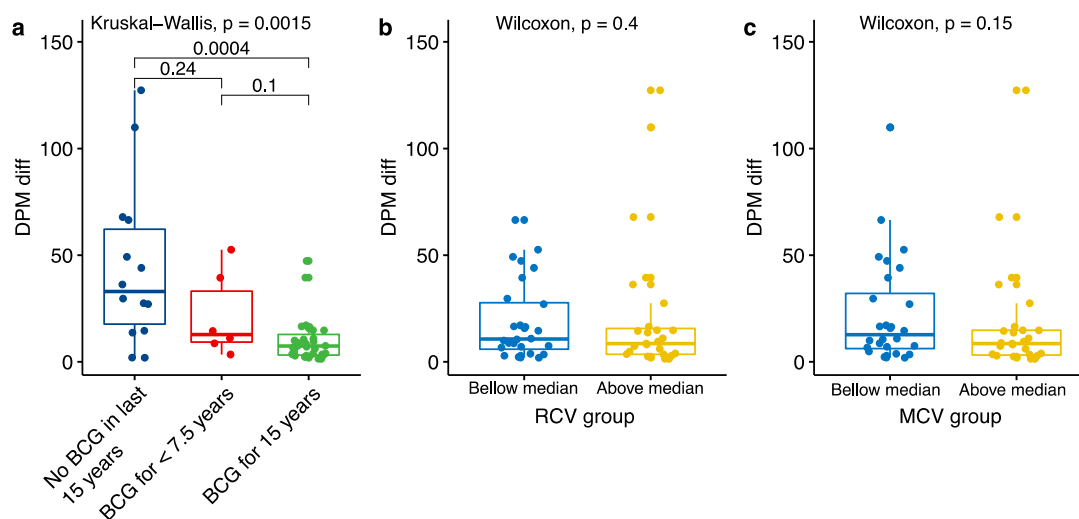 a
Kruskal–Wallis, p = 0.0015
150
100
50
0
DPM diff
0.0004
0.24
0.1
No BCG in last
15 years
BCG for < 7.5 years
BCG for 15 years
b
Wilcoxon, p = 0.4
150
100
50
0
DPM diff
Bellow median
Above median
RCV group
c
Wilcoxon, p = 0.15
150
100
50
0
DPM diff
Bellow median
Above median
MCV group